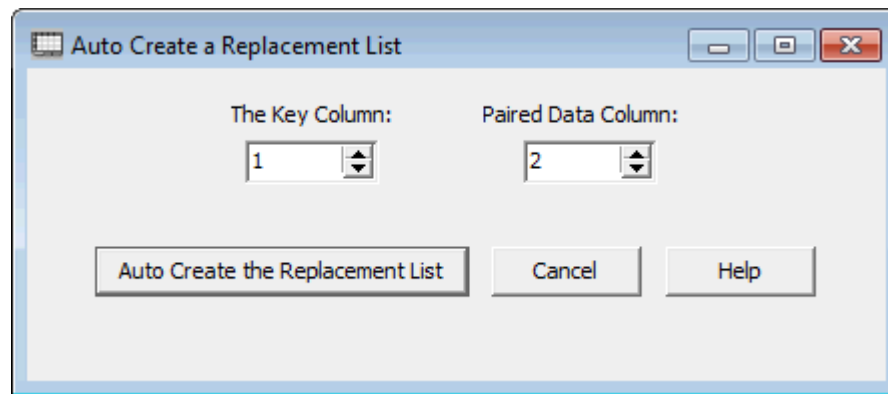 Auto Create a Replacement List
The Key Column: Paired Data Column:
1 2
Auto Create the Replacement List Cancel Help